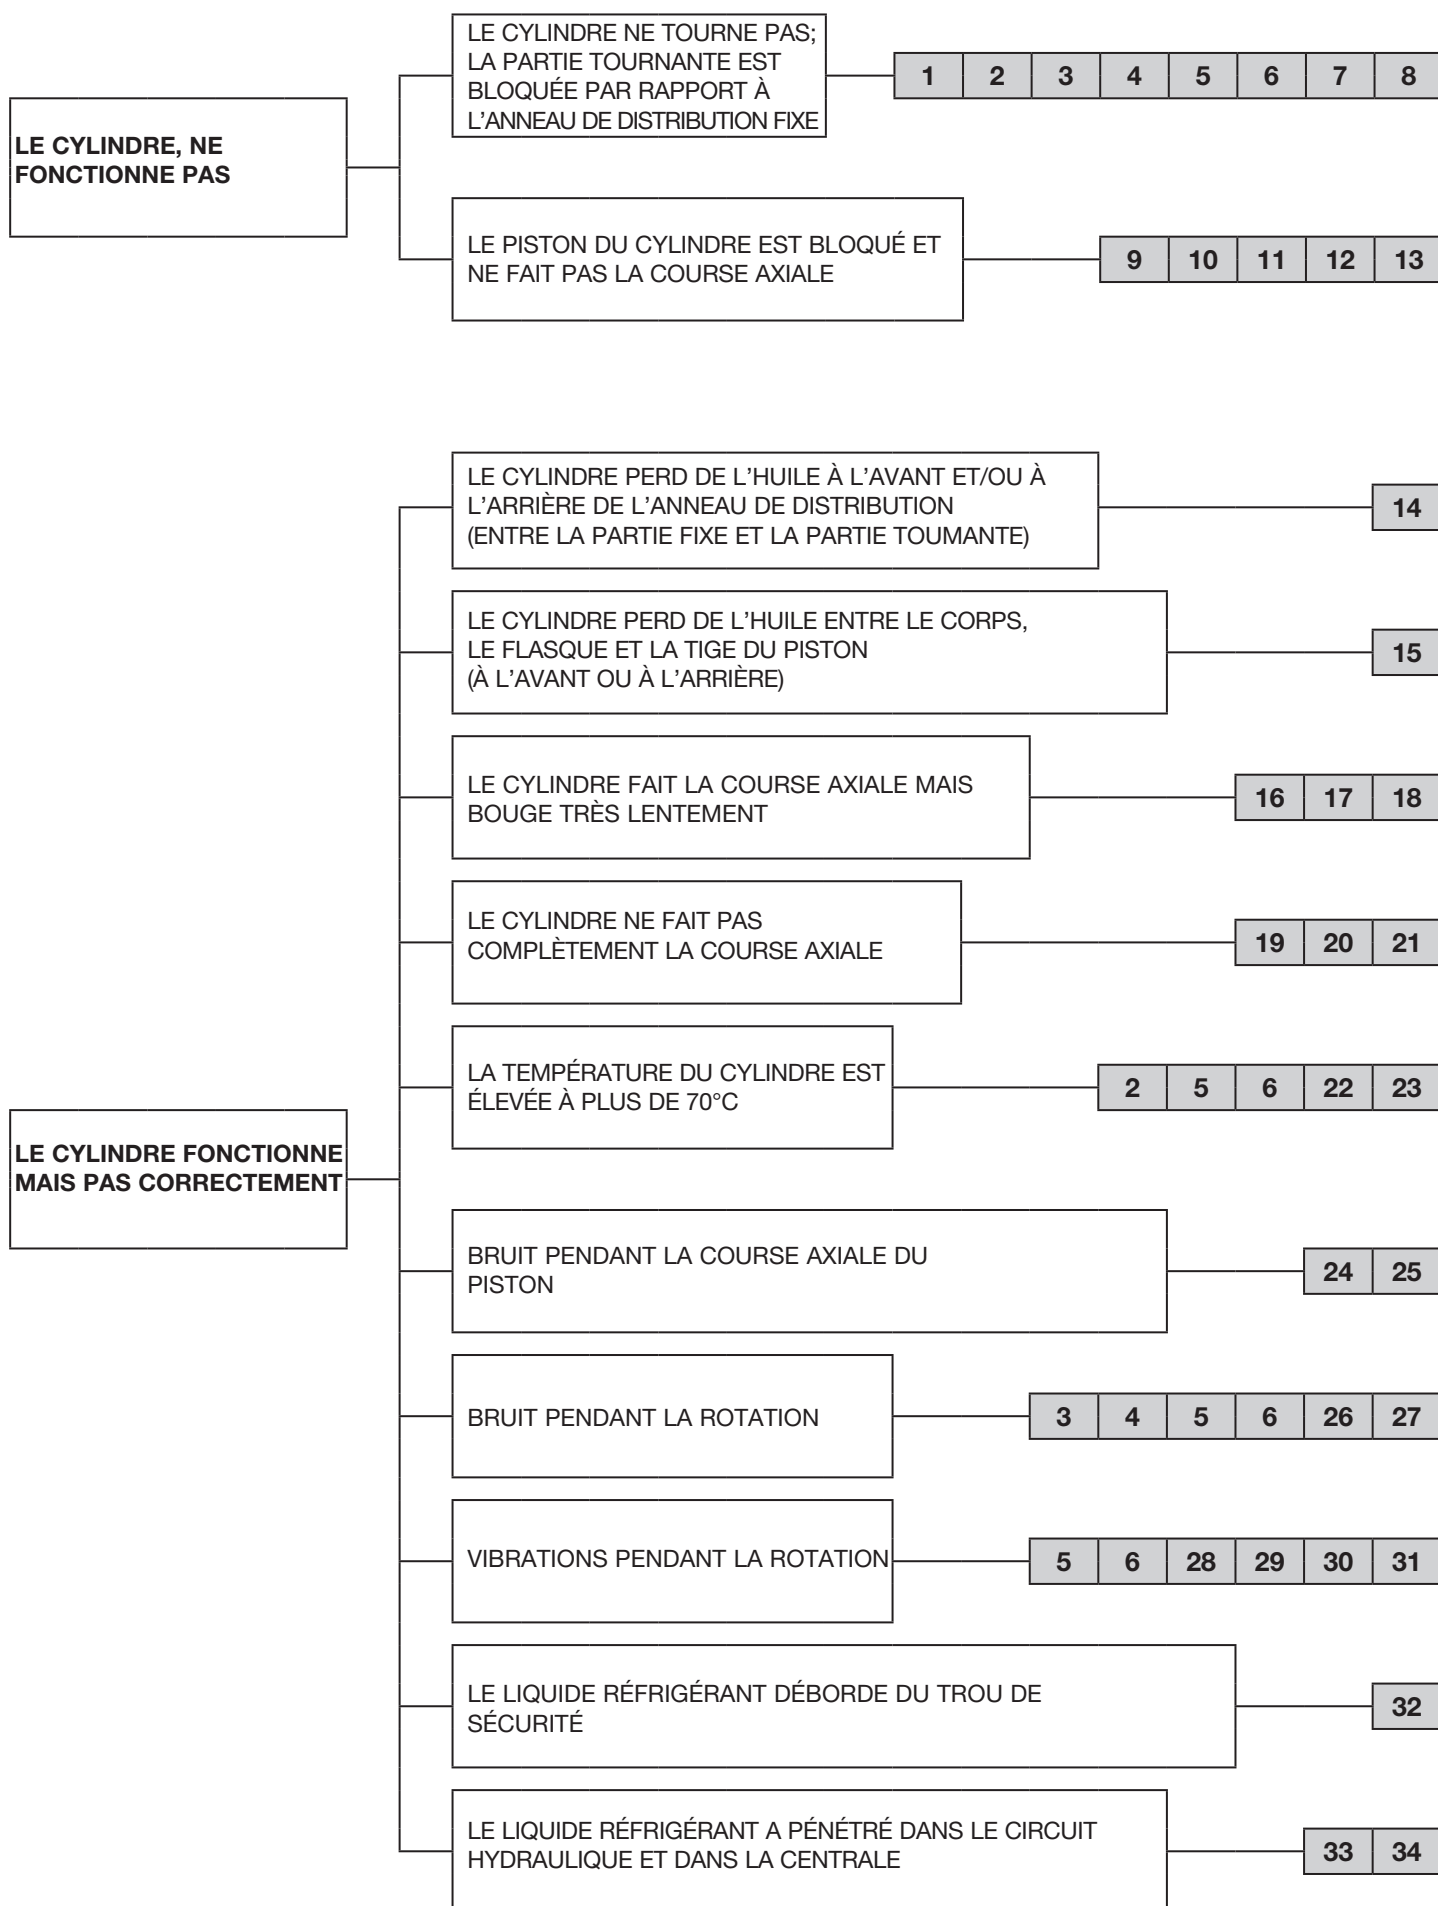 LE CYLINDRE, NE
FONCTIONNE PAS
LE CYLINDRE NE TOURNE PAS;
LA PARTIE TOURNANTE EST
BLOQUÉE PAR RAPPORT À
L'ANNEAU DE DISTRIBUTION FIXE
1 2 3 4 5 6 7 8
LE PISTON DU CYLINDRE EST BLOQUÉ ET
NE FAIT PAS LA COURSE AXIALE
9 10 11 12 13
LE CYLINDRE FONCTIONNE
MAIS PAS CORRECTEMENT
LE CYLINDRE PERD DE L'HUILE À L'AVANT ET/OU À
L'ARRIÈRE DE L'ANNEAU DE DISTRIBUTION
(ENTRE LA PARTIE FIXE ET LA PARTIE TOUMANTE)
14
LE CYLINDRE PERD DE L'HUILE ENTRE LE CORPS,
LE FLASQUE ET LA TIGE DU PISTON
(À L'AVANT OU À L'ARRIÈRE)
15
LE CYLINDRE FAIT LA COURSE AXIALE MAIS
BOUGE TRÈS LENTEMENT
16 17 18
LE CYLINDRE NE FAIT PAS
COMPLÈTEMENT LA COURSE AXIALE
19 20 21
LA TEMPÉRATURE DU CYLINDRE EST
ÉLEVÉE À PLUS DE 70°C
2 5 6 22 23
BRUIT PENDANT LA COURSE AXIALE DU
PISTON
24 25
BRUIT PENDANT LA ROTATION
3 4 5 6 26 27
VIBRATIONS PENDANT LA ROTATION
5 6 28 29 30 31
LE LIQUIDE RÉFRIGÉRANT DÉBORDE DU TROU DE
SÉCURITÉ
32
LE LIQUIDE RÉFRIGÉRANT A PÉNÉTRÉ DANS LE CIRCUIT
HYDRAULIQUE ET DANS LA CENTRALE
33 34